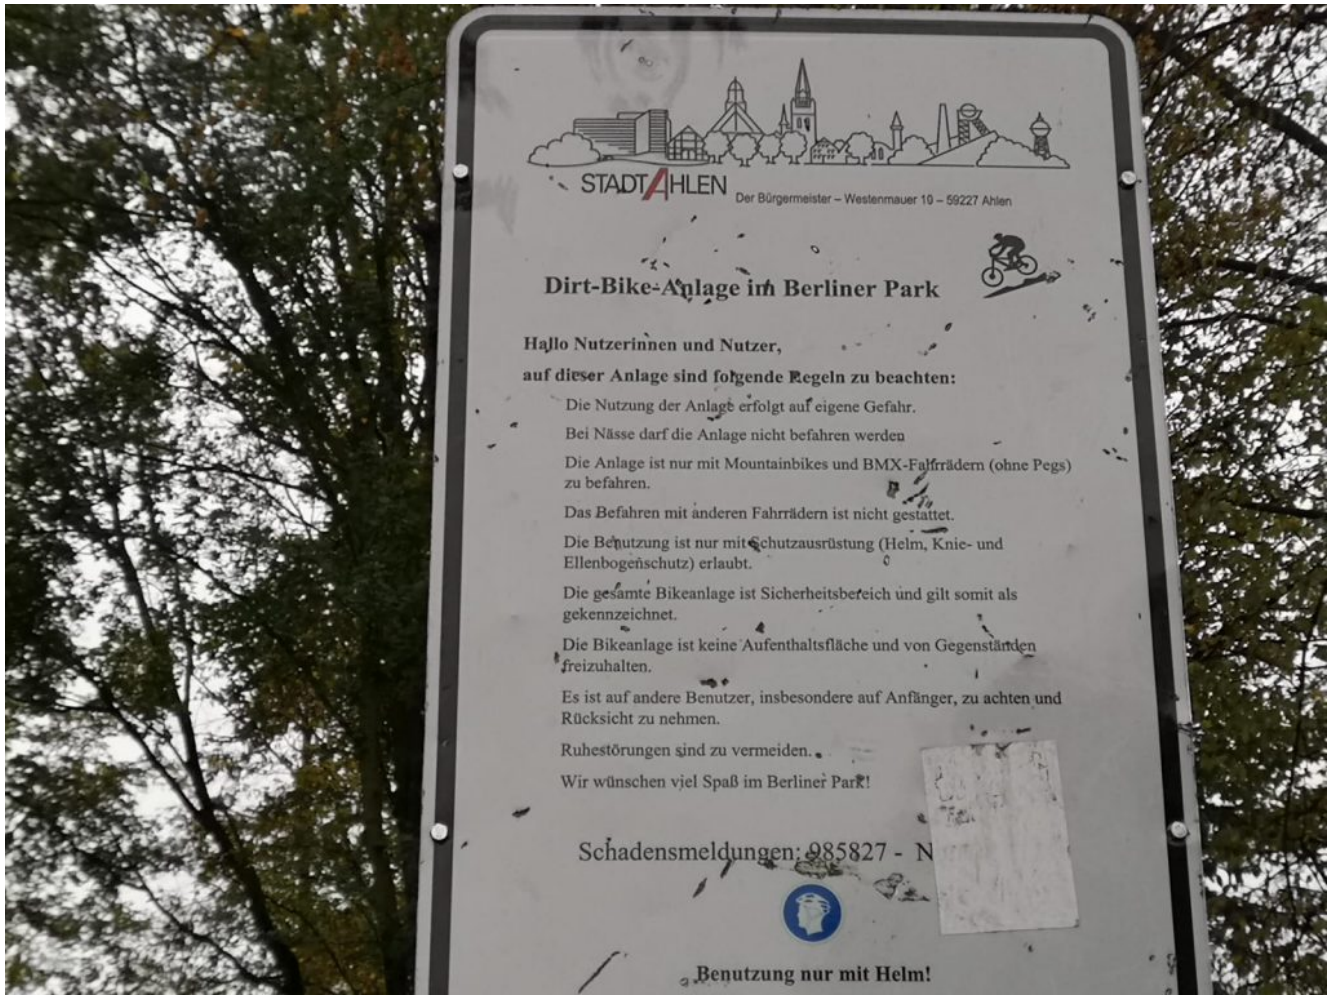 STADT AHLEN
Der Bürgermeister – Westenmauer 10 – 59227 Ahlen
Dirt-Bike-Anlage im Berliner Park
Hallo Nutzerinnen und Nutzer,
auf dieser Anlage sind folgende Regeln zu beachten:
Die Nutzung der Anlage erfolgt auf eigene Gefahr.
Bei Nässe darf die Anlage nicht befahren werden
Die Anlage ist nur mit Mountainbikes und BMX-Fahrrädern (ohne Pegs)
zu befahren.
Das Befahren mit anderen Fahrrädern ist nicht gestattet.
Die Benutzung ist nur mit Schutzausrüstung (Helm, Knie- und
Ellenbogenschutz) erlaubt.
Die gesamte Bikeanlage ist Sicherheitsbereich und gilt somit als
gekennzeichnet.
Die Bikeanlage ist keine Aufenthaltsfläche und von Gegenständen
freizuhalten.
Es ist auf andere Benutzer, insbesondere auf Anfänger, zu achten und
Rücksicht zu nehmen.
Ruhestörungen sind zu vermeiden.
Wir wünschen viel Spaß im Berliner Park!
Schadensmeldungen: 985827 -
Benutzung nur mit Helm!